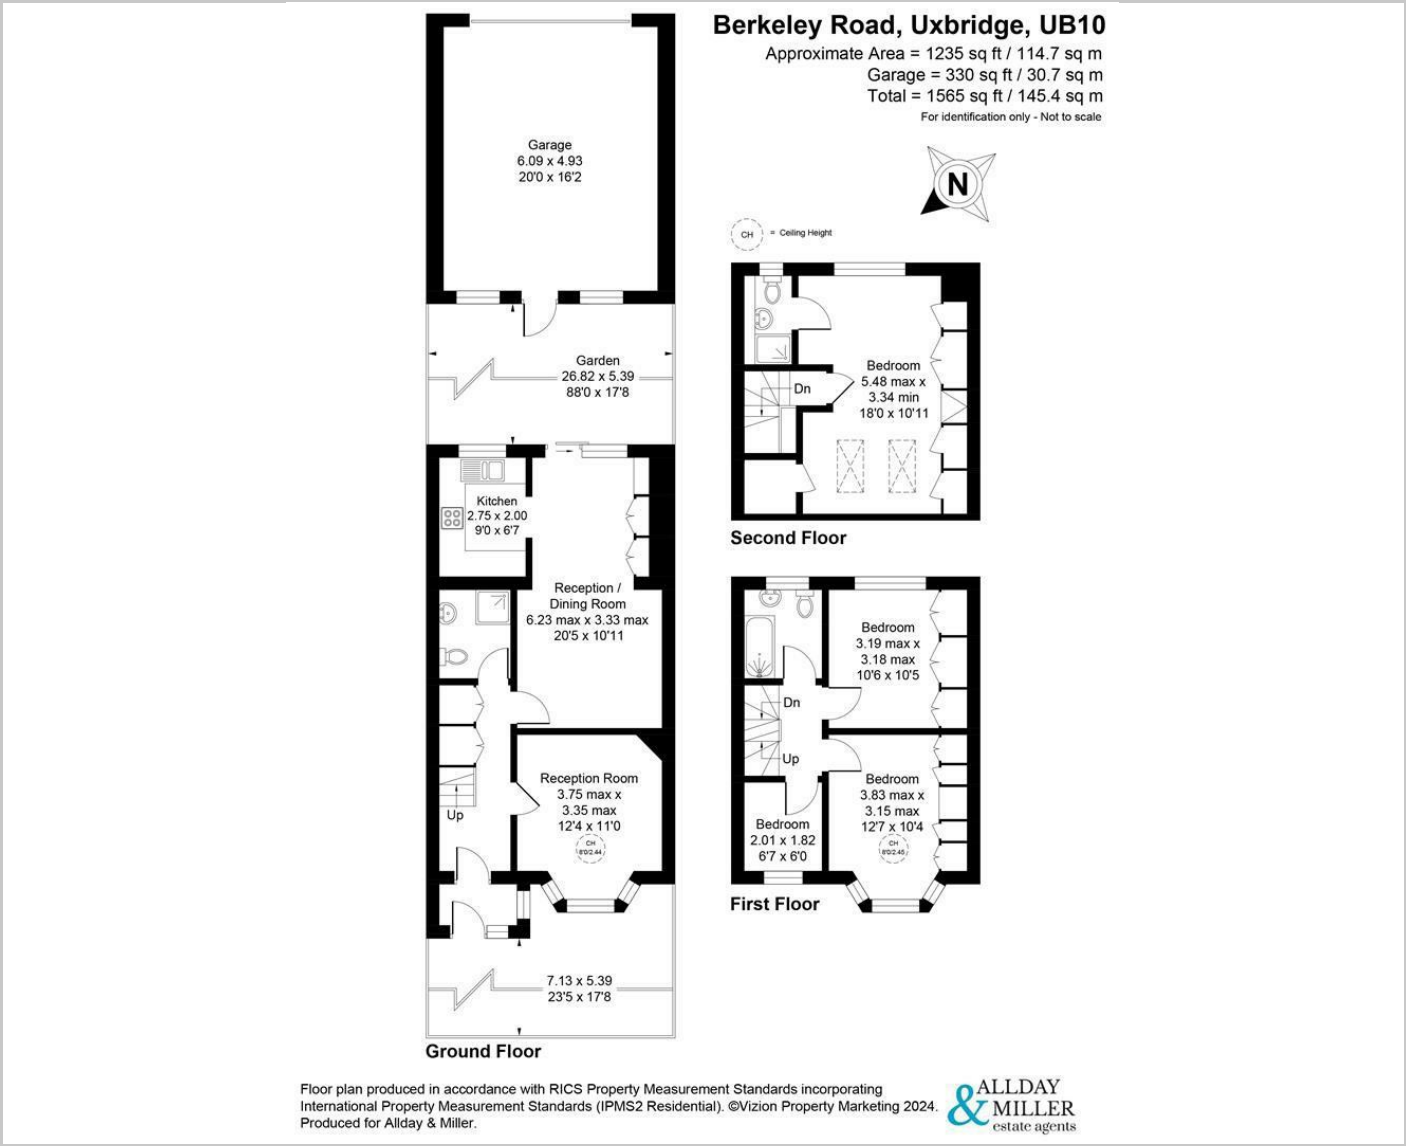 Berkeley Road, Uxbridge, UB10
Approximate Area = 1235 sq ft / 114.7 sq m
Garage = 330 sq ft / 30.7 sq m
Total = 1565 sq ft / 145.4 sq m
For identification only - Not to scale
N
CH = Ceiling Height
Garage
6.09 x 4.93
20'0 x 16'2
Garden
26.82 x 5.39
88'0 x 17'8
Kitchen
2.75 x 2.00
9'0 x 6'7
Reception /
Dining Room
6.23 max x 3.33 max
20'5 x 10'11
Reception Room
3.75 max x
3.35 max
12'4 x 11'0
CH
8'0/2.44
Up
7.13 x 5.39
23'5 x 17'8
Ground Floor
Bedroom
5.48 max x
3.34 min
18'0 x 10'11
Dn
Second Floor
Bedroom
3.19 max x
3.18 max
10'6 x 10'5
Dn
Up
Bedroom
3.83 max x
3.15 max
12'7 x 10'4
CH
8'0/2.45
Bedroom
2.01 x 1.82
6'7 x 6'0
First Floor
Floor plan produced in accordance with RICS Property Measurement Standards incorporating
International Property Measurement Standards (IPMS2 Residential). ©Vizion Property Marketing 2024.
Produced for Allday & Miller.
ALLDAY
& MILLER
estate agents